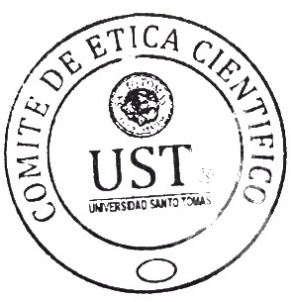 COMITE DE ETICA CIENTIFICO
UST
UNIVERSIDAD SANTO TOMAS